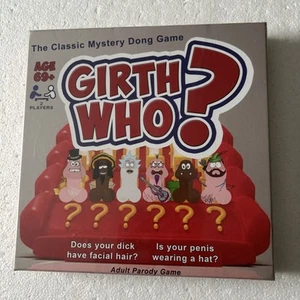 The Classic Mystery Dong Game
AGE
69+
2
PLAYERS
GIRTH
WHO?
? ? ? ? ? ?
Does your dick
have facial hair?
Is your penis
wearing a hat?
Adult Parody Game